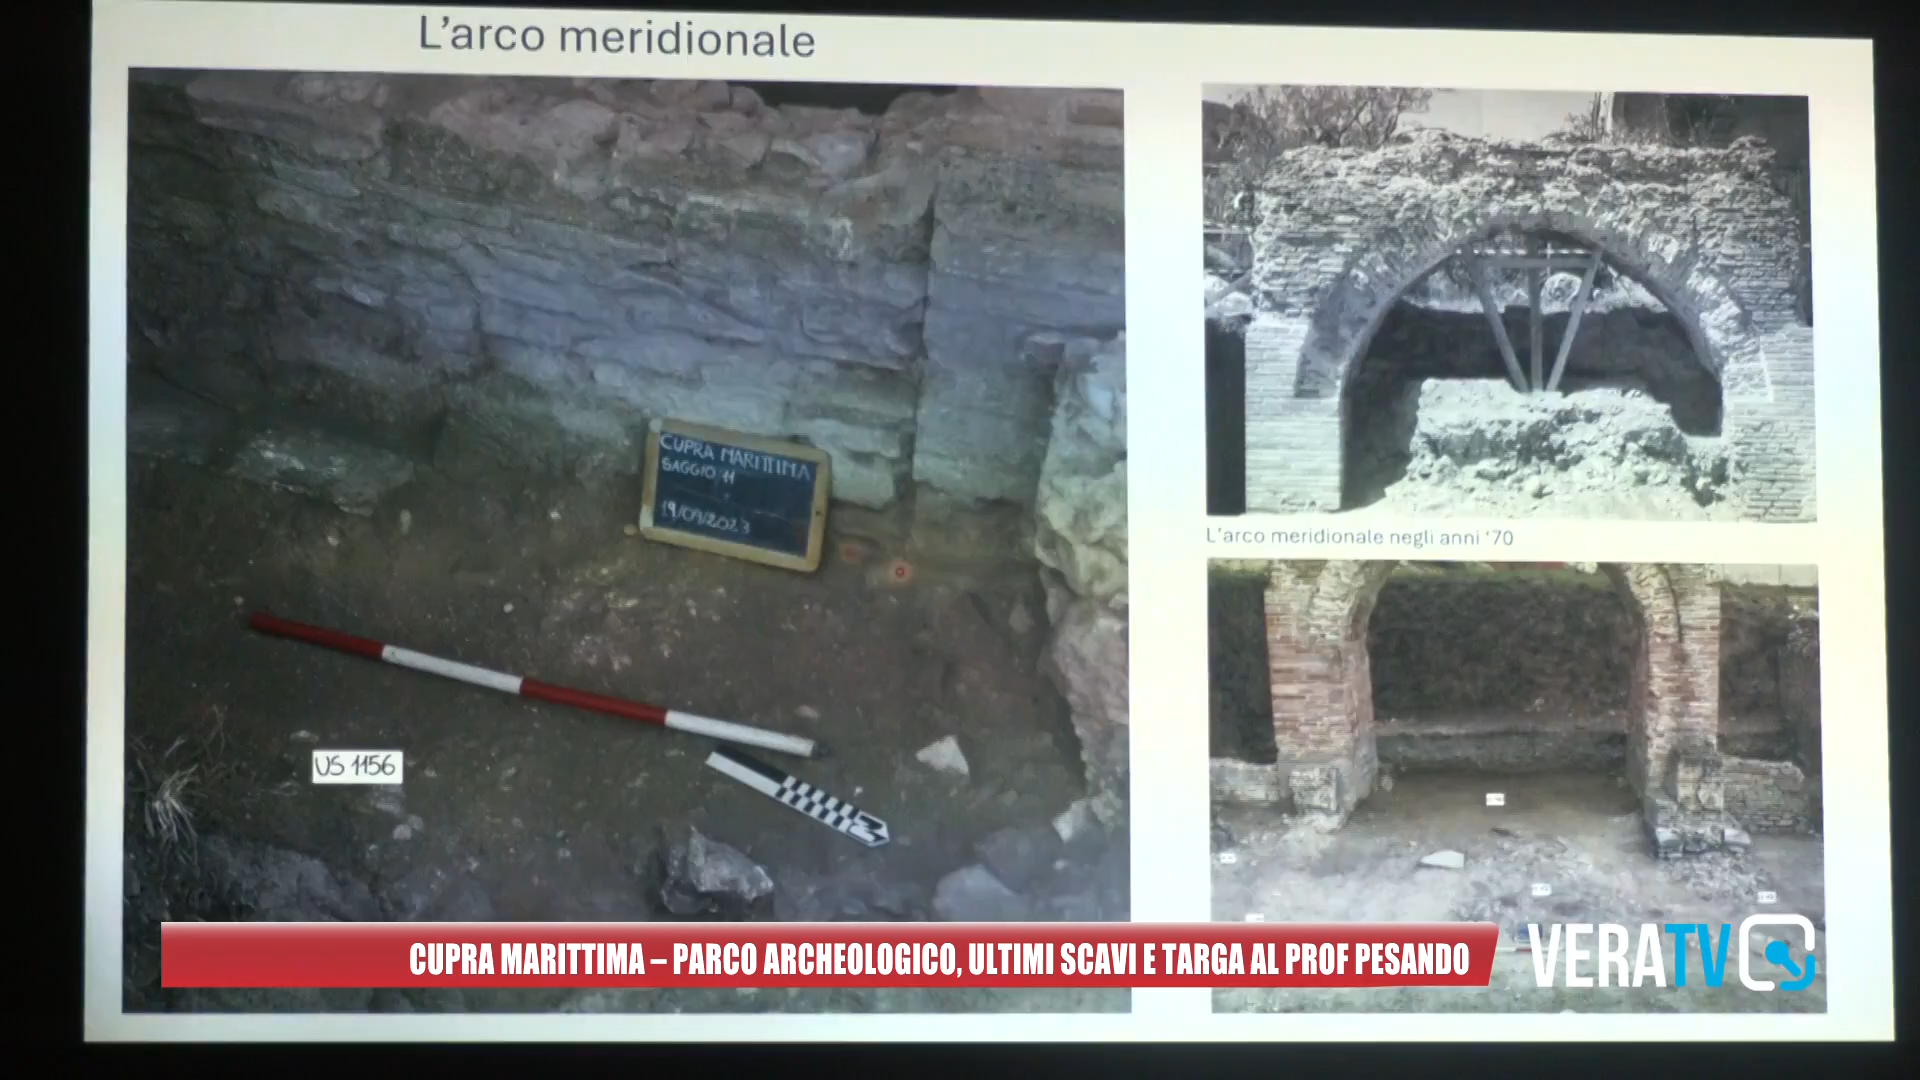 L'arco meridionale
CUPRA MARITTIMA
SAGGIO 11
19/09/2023
US 1156
L'arco meridionale negli anni '70
CUPRA MARITTIMA – PARCO ARCHEOLOGICO, ULTIMI SCAVI E TARGA AL PROF PESANDO
VERATV